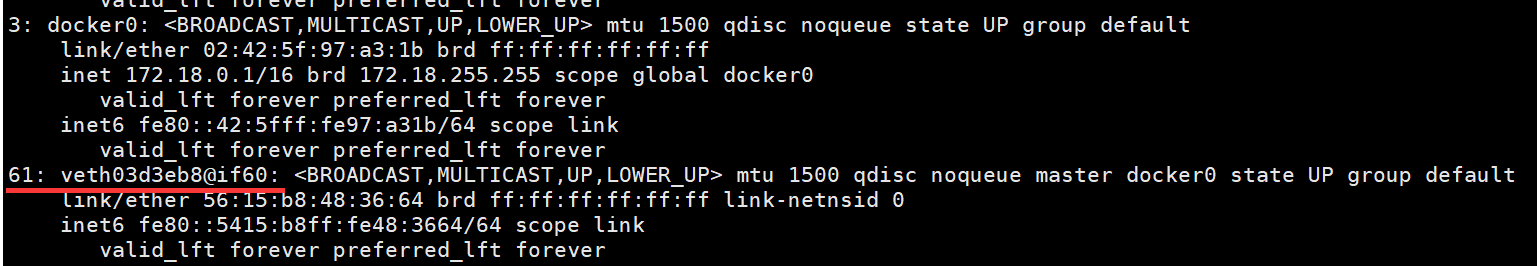 valid_lft forever preferred_lft forever
3: docker0: <BROADCAST,MULTICAST,UP,LOWER_UP> mtu 1500 qdisc noqueue state UP group default
link/ether 02:42:5f:97:a3:1b brd ff:ff:ff:ff:ff:ff
inet 172.18.0.1/16 brd 172.18.255.255 scope global docker0
valid_lft forever preferred_lft forever
inet6 fe80::42:5fff:fe97:a31b/64 scope link
valid_lft forever preferred_lft forever
61: veth03d3eb8@if60: <BROADCAST,MULTICAST,UP,LOWER_UP> mtu 1500 qdisc noqueue master docker0 state UP group default
link/ether 56:15:b8:48:36:64 brd ff:ff:ff:ff:ff:ff link-netnsid 0
inet6 fe80::5415:b8ff:fe48:3664/64 scope link
valid_lft forever preferred_lft forever